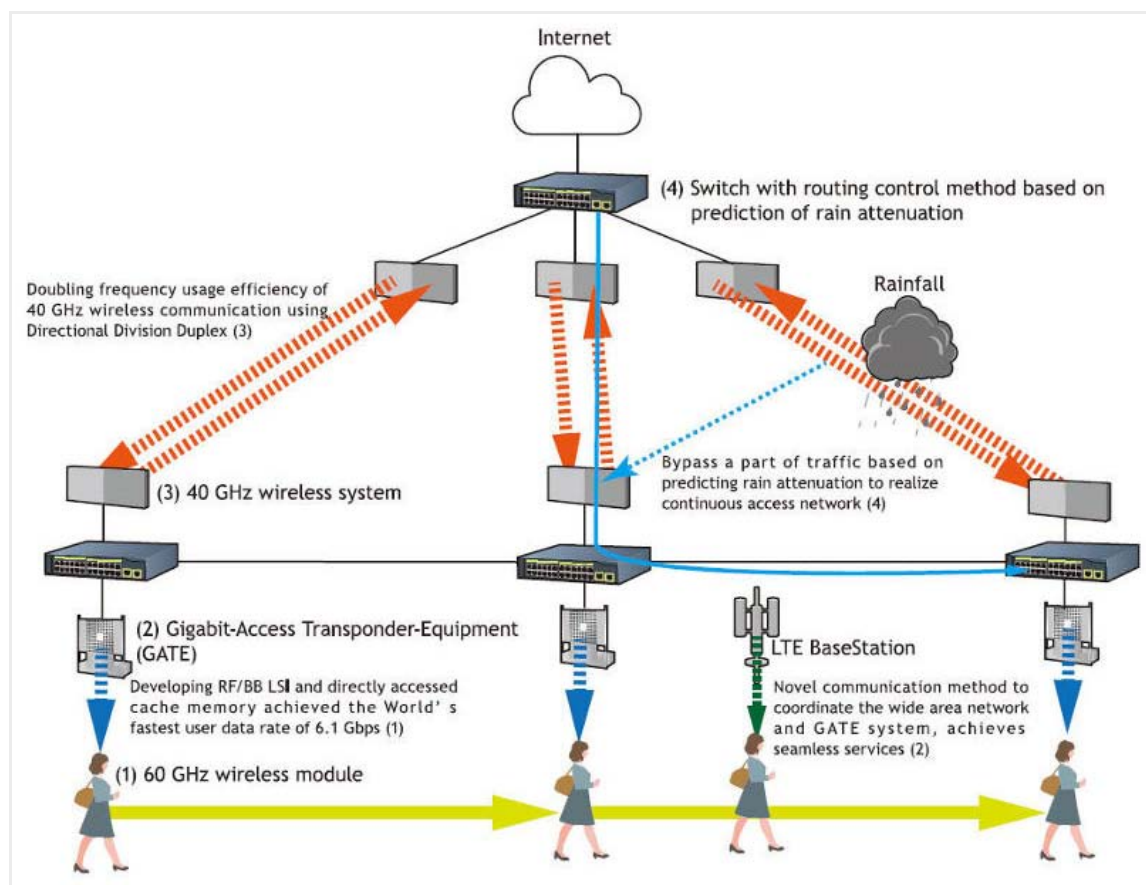 Internet
(4) Switch with routing control method based on
prediction of rain attenuation
Doubling frequency usage efficiency of
40 GHz wireless communication using
Directional Division Duplex (3)
Rainfall
(3) 40 GHz wireless system
Bypass a part of traffic based on
predicting rain attenuation to realize
continuous access network (4)
(2) Gigabit-Access Transponder-Equipment
(GATE)
LTE BaseStation
Developing RF/BB LSI and directly accessed
cache memory achieved the World' s
fastest user data rate of 6.1 Gbps (1)
Novel communication method to
coordinate the wide area network
and GATE system, achieves
seamless services (2)
(1) 60 GHz wireless module